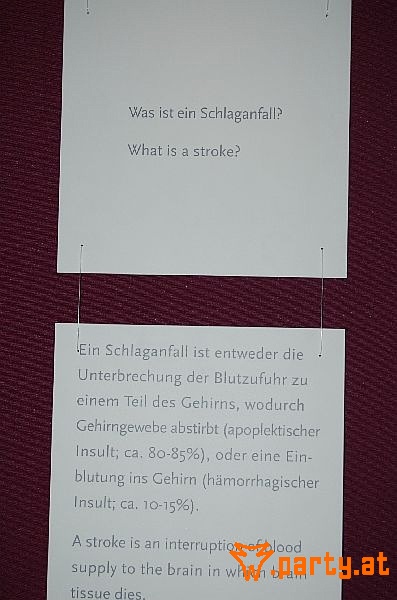 Was ist ein Schlaganfall?
What is a stroke?
Ein Schlaganfall ist entweder die
Unterbrechung der Blutzufuhr zu
einem Teil des Gehirns, wodurch
Gehirngewebe abstirbt (apoplektischer
Insult; ca. 80-85%), oder eine Ein-
blutung ins Gehirn (hämorrhagischer
Insult; ca. 10-15%).
A stroke is an interruption of blood
supply to the brain in when brain
tissue dies.
party.at